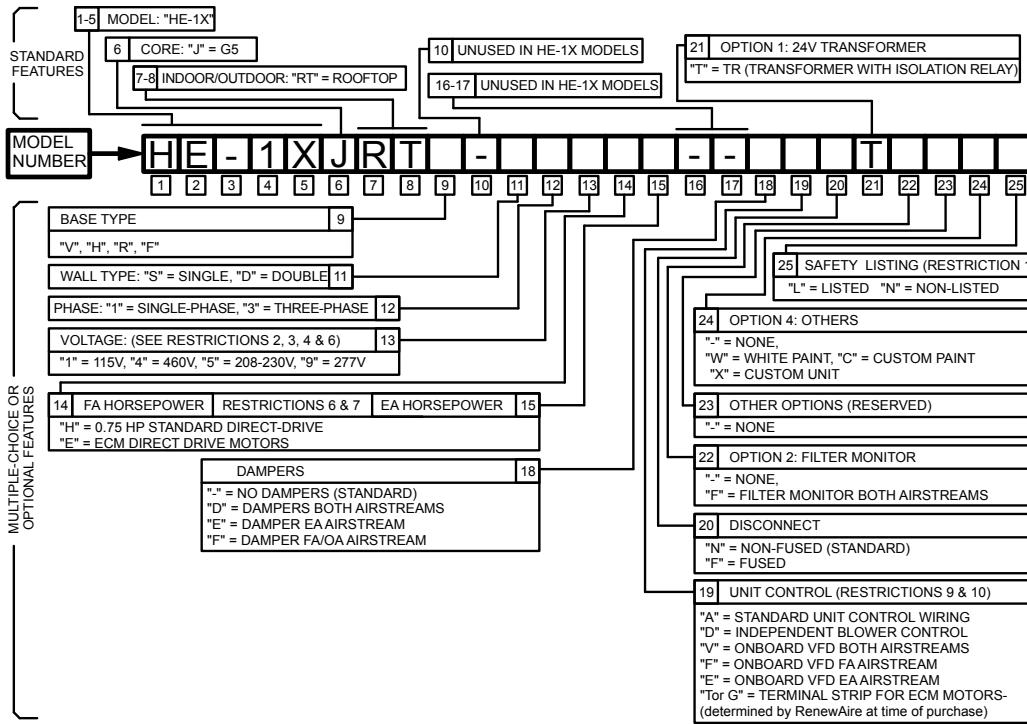 1-5 MODEL: "HE-1X"
6 CORE: "J" = G5
7-8 INDOOR/OUTDOOR: "RT" = ROOFTOP
10 UNUSED IN HE-1X MODELS
16-17 UNUSED IN HE-1X MODELS
21 OPTION 1: 24V TRANSFORMER
"T" = TR (TRANSFORMER WITH ISOLATION RELAY)
STANDARD
FEATURES
MODEL
NUMBER
H E - 1 X J R T - - - T
1 2 3 4 5 6 7 8 9 10 11 12 13 14 15 16 17 18 19 20 21 22 23 24 25
MULTIPLE-CHOICE OR
OPTIONAL FEATURES
BASE TYPE 9
"V", "H", "R", "F"
WALL TYPE: "S" = SINGLE, "D" = DOUBLE 11
PHASE: "1" = SINGLE-PHASE, "3" = THREE-PHASE 12
VOLTAGE: (SEE RESTRICTIONS 2, 3, 4 & 6) 13
"1" = 115V, "4" = 460V, "5" = 208-230V, "9" = 277V
14 FA HORSEPOWER RESTRICTIONS 6 & 7 EA HORSEPOWER 15
"H" = 0.75 HP STANDARD DIRECT-DRIVE
"E" = ECM DIRECT DRIVE MOTORS
DAMPERS 18
"-" = NO DAMPERS (STANDARD)
"D" = DAMPERS BOTH AIRSTREAMS
"E" = DAMPER EA AIRSTREAM
"F" = DAMPER FA/OA AIRSTREAM
25 SAFETY LISTING (RESTRICTION 1
"L" = LISTED "N" = NON-LISTED
24 OPTION 4: OTHERS
"-" = NONE,
"W" = WHITE PAINT, "C" = CUSTOM PAINT
"X" = CUSTOM UNIT
23 OTHER OPTIONS (RESERVED)
"-" = NONE
22 OPTION 2: FILTER MONITOR
"-" = NONE,
"F" = FILTER MONITOR BOTH AIRSTREAMS
20 DISCONNECT
"N" = NON-FUSED (STANDARD)
"F" = FUSED
19 UNIT CONTROL (RESTRICTIONS 9 & 10)
"A" = STANDARD UNIT CONTROL WIRING
"D" = INDEPENDENT BLOWER CONTROL
"V" = ONBOARD VFD BOTH AIRSTREAMS
"F" = ONBOARD VFD FA AIRSTREAM
"E" = ONBOARD VFD EA AIRSTREAM
"Tor G" = TERMINAL STRIP FOR ECM MOTORS-
(determined by RenewAire at time of purchase)